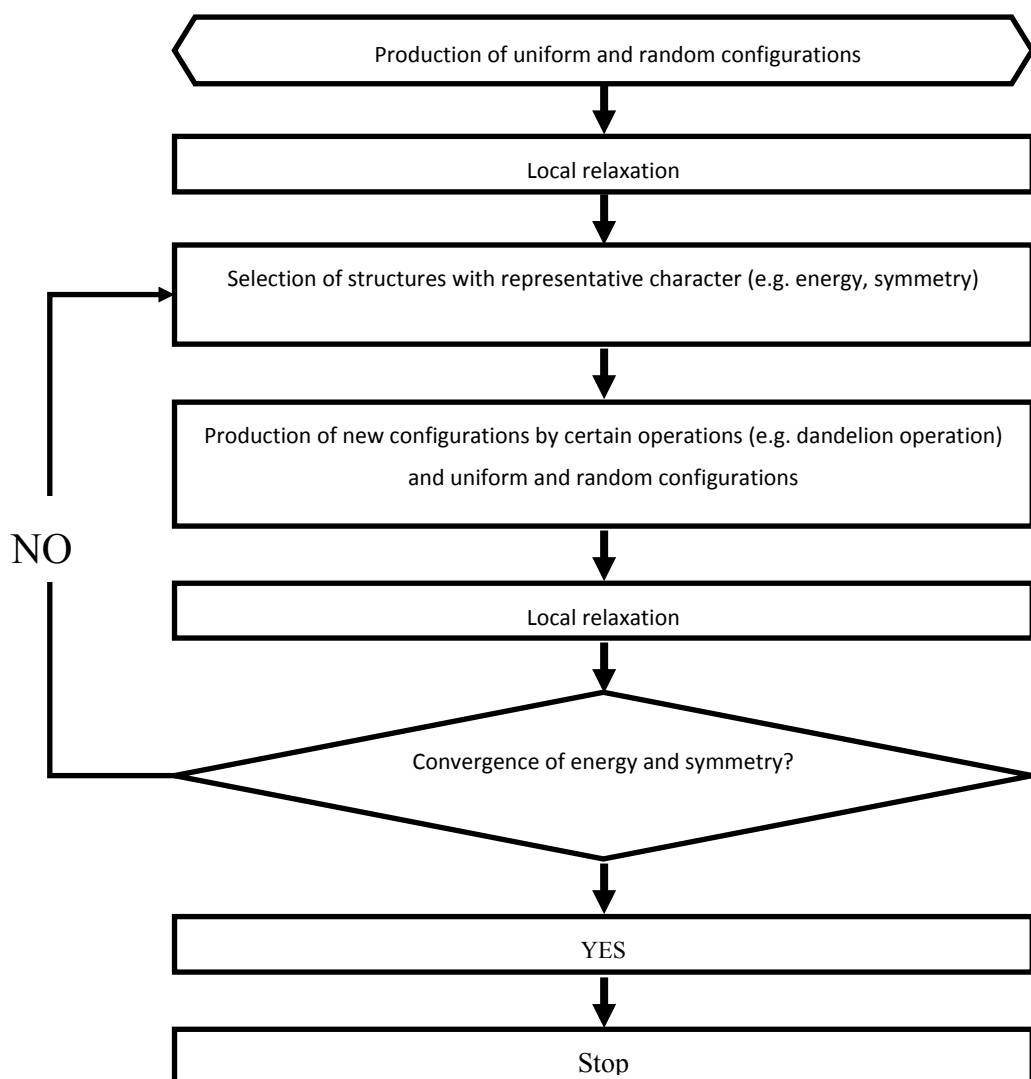 Production of uniform and random configurations
Local relaxation
Selection of structures with representative character (e.g. energy, symmetry)
Production of new configurations by certain operations (e.g. dandelion operation)
and uniform and random configurations
NO
Local relaxation
Convergence of energy and symmetry?
YES
Stop